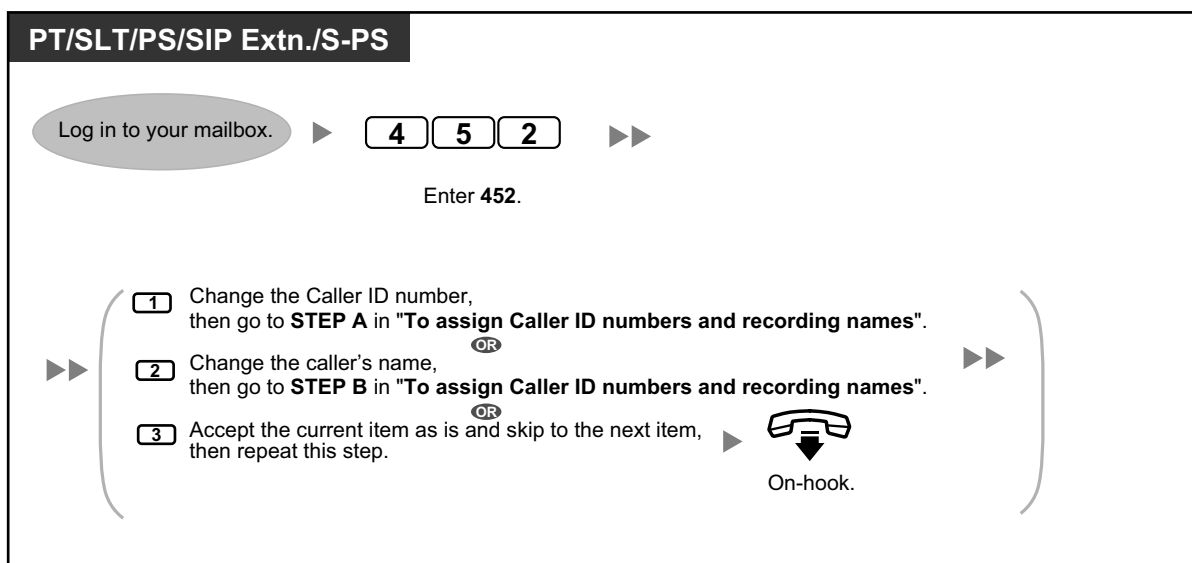 PT/SLT/PS/SIP Extn./S-PS
Log in to your mailbox.
4 5 2
Enter 452.
1 Change the Caller ID number,
then go to STEP A in "To assign Caller ID numbers and recording names".
OR
2 Change the caller's name,
then go to STEP B in "To assign Caller ID numbers and recording names".
OR
3 Accept the current item as is and skip to the next item,
then repeat this step.
On-hook.